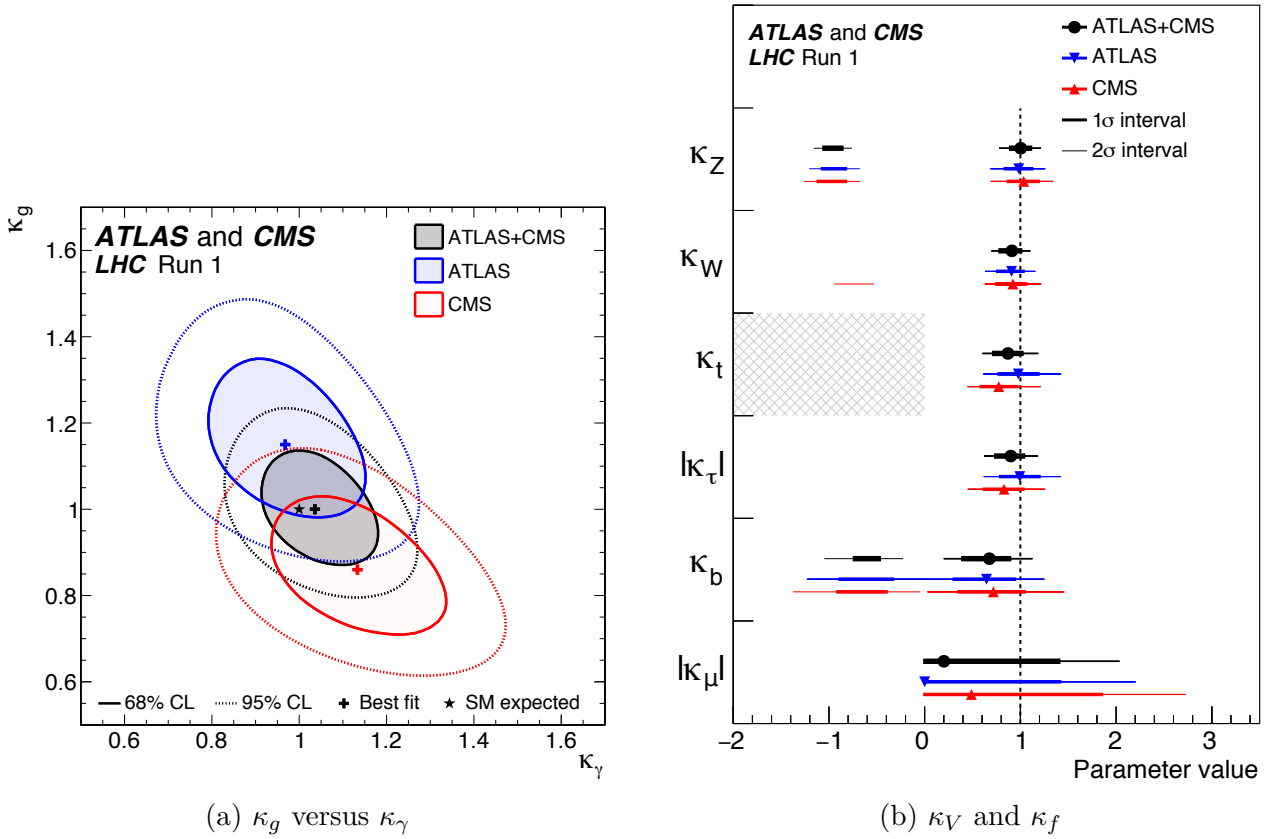 κg
1.6
1.4
1.2
1
0.8
0.6
ATLAS and CMS
LHC Run 1
ATLAS+CMS
ATLAS
CMS
68% CL
95% CL
Best fit
SM expected
0.6
0.8
1
1.2
1.4
κγ
(a) κg versus κγ
ATLAS and CMS
LHC Run 1
ATLAS+CMS
ATLAS
CMS
1σ interval
2σ interval
κZ
κW
κt
|κτ|
κb
|κμ|
−2
−1
0
1
2
3
Parameter value
(b) κV and κf